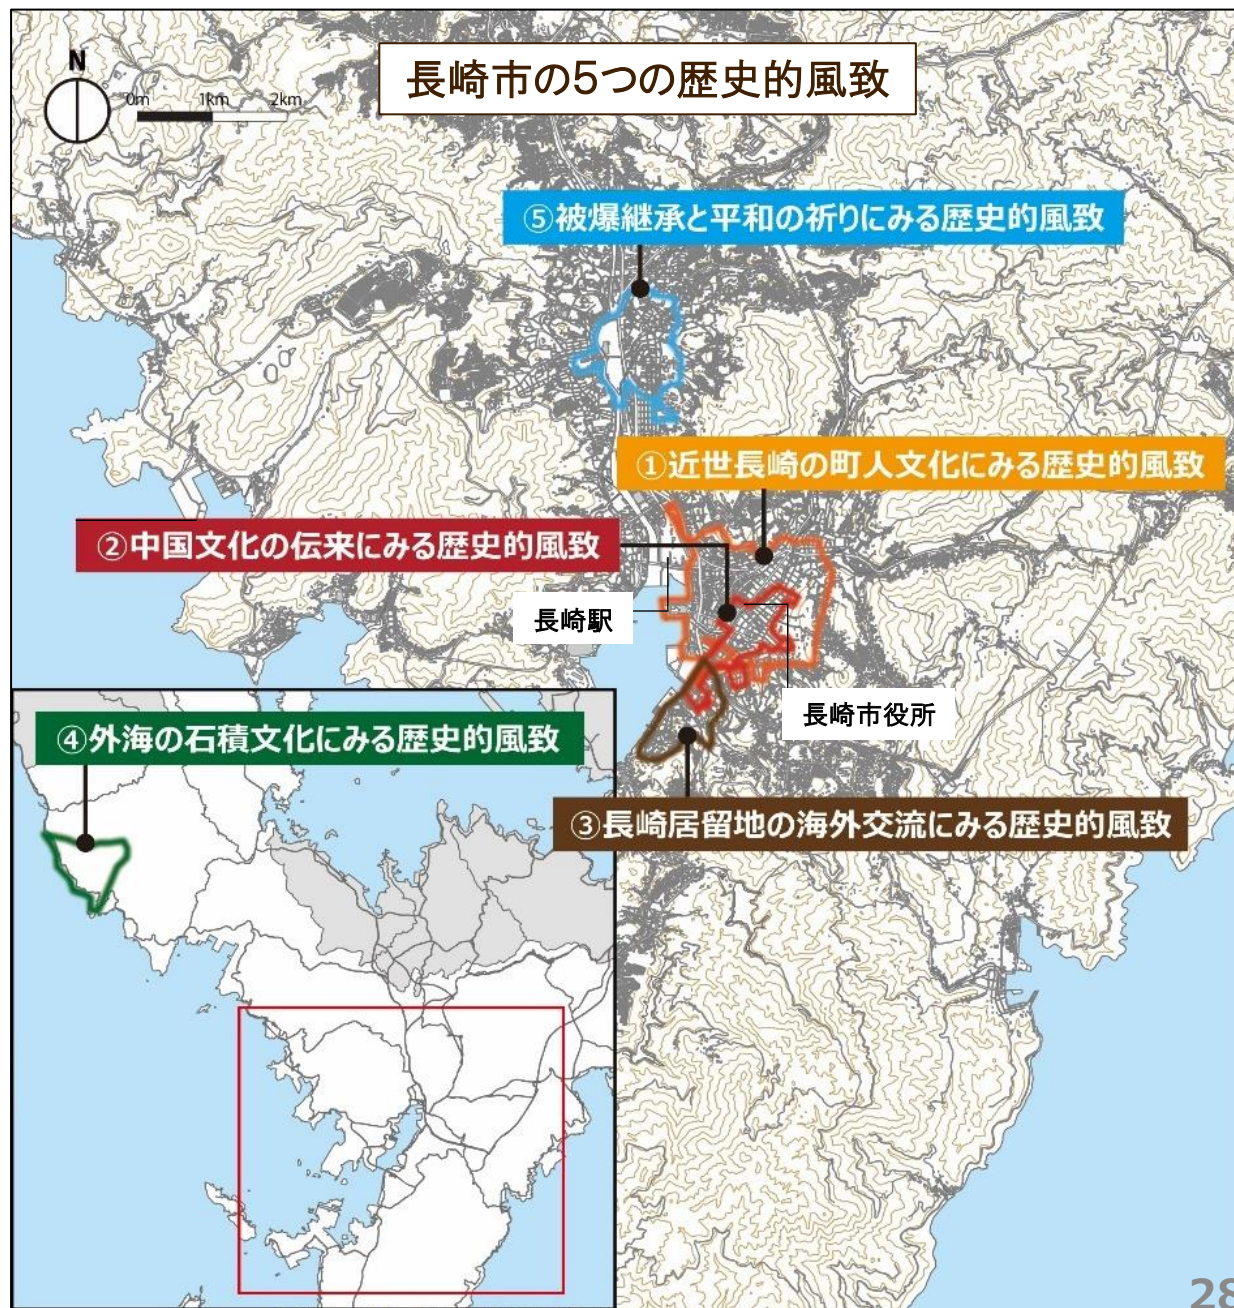 長崎市の5つの歴史的風致
N
0m 1km 2km
⑤被爆継承と平和の祈りにみる歴史的風致
①近世長崎の町人文化にみる歴史的風致
②中国文化の伝来にみる歴史的風致
長崎駅
長崎市役所
④外海の石積文化にみる歴史的風致
③長崎居留地の海外交流にみる歴史的風致
28